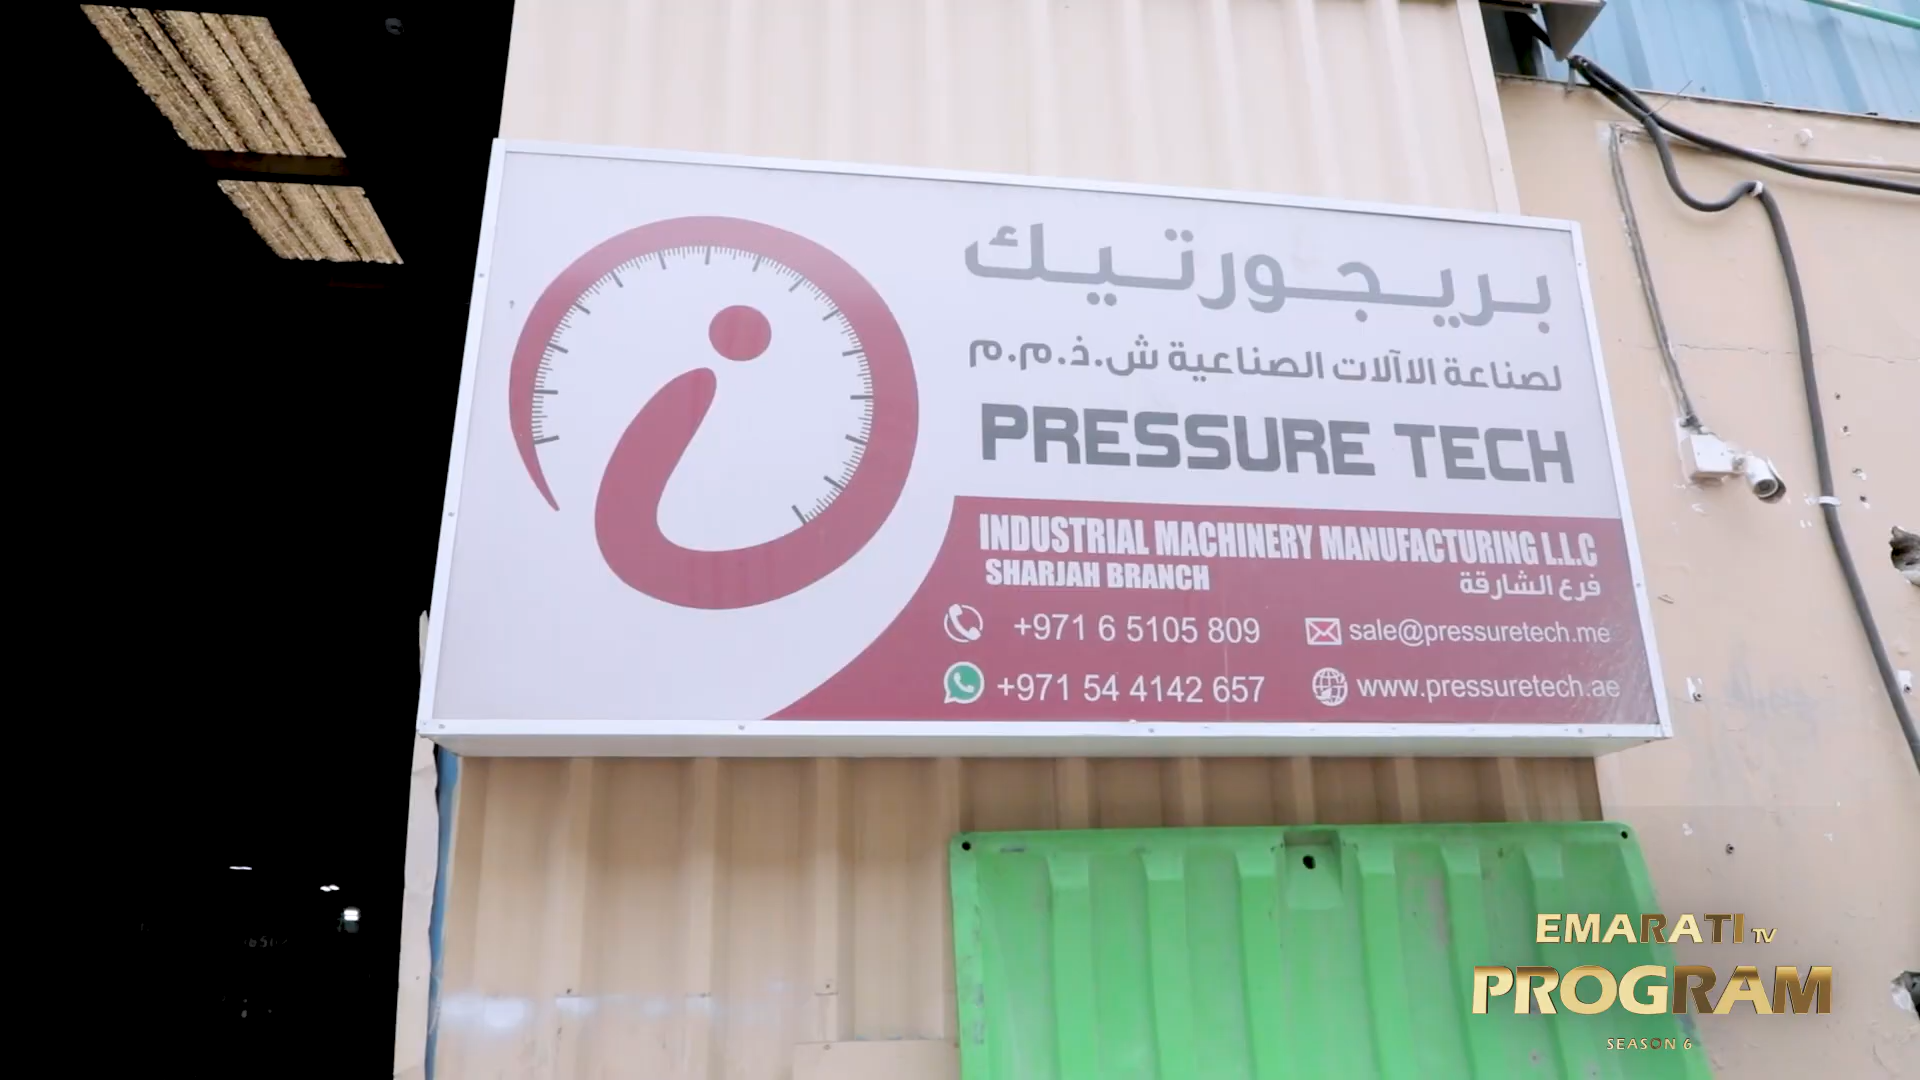 بريجورتيك
لصناعة الاآلات الصناعية ش.ذ.م.م
PRESSURE TECH
INDUSTRIAL MACHINERY MANUFACTURING L.L.C
SHARJAH BRANCH
فرع الشارقة
+971 6 5105 809
sale@pressuretech.me
+971 54 4142 657
www.pressuretech.ae
EMARATI TV
PROGRAM
SEASON 6